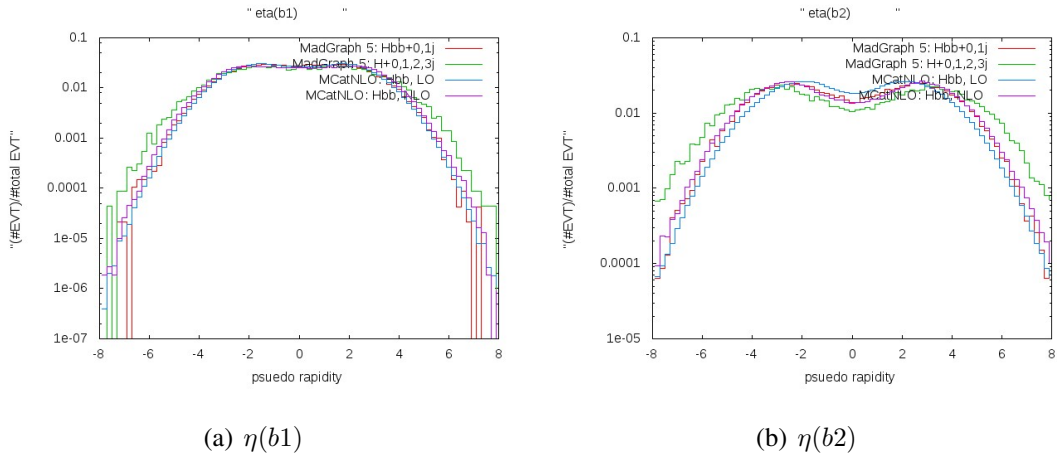 " eta(b1) "
0.1
0.01
0.001
0.0001
1e-05
1e-06
1e-07
"(#EVT)/#total EVT"
MadGraph 5: Hbb+0,1j
MadGraph 5: H+0,1,2,3j
MCatNLO: Hbb, LO
MCatNLO: Hbb, NLO
-8 -6 -4 -2 0 2 4 6 8
psuedo rapidity
(a) η(b1)
" eta(b2) "
0.1
0.01
0.001
0.0001
1e-05
"(#EVT)/#total EVT"
MadGraph 5: Hbb+0,1j
MadGraph 5: H+0,1,2,3j
MCatNLO: Hbb, LO
MCatNLO: Hbb, NLO
-8 -6 -4 -2 0 2 4 6 8
psuedo rapidity
(b) η(b2)